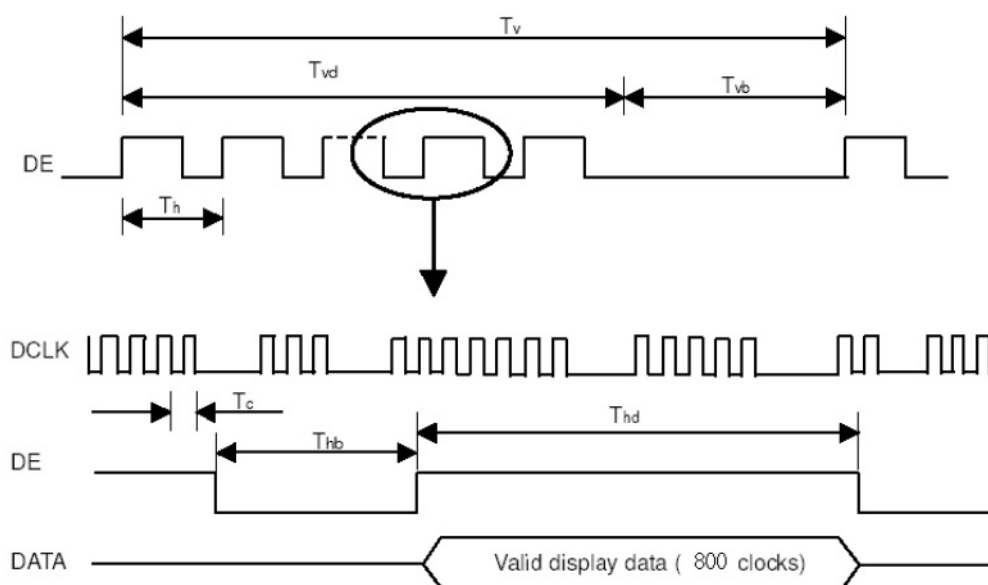 Tv
Tvd
Tvb
DE
Th
DCLK
Tc
Thd
Thb
DE
DATA
Valid display data ( 800 clocks)